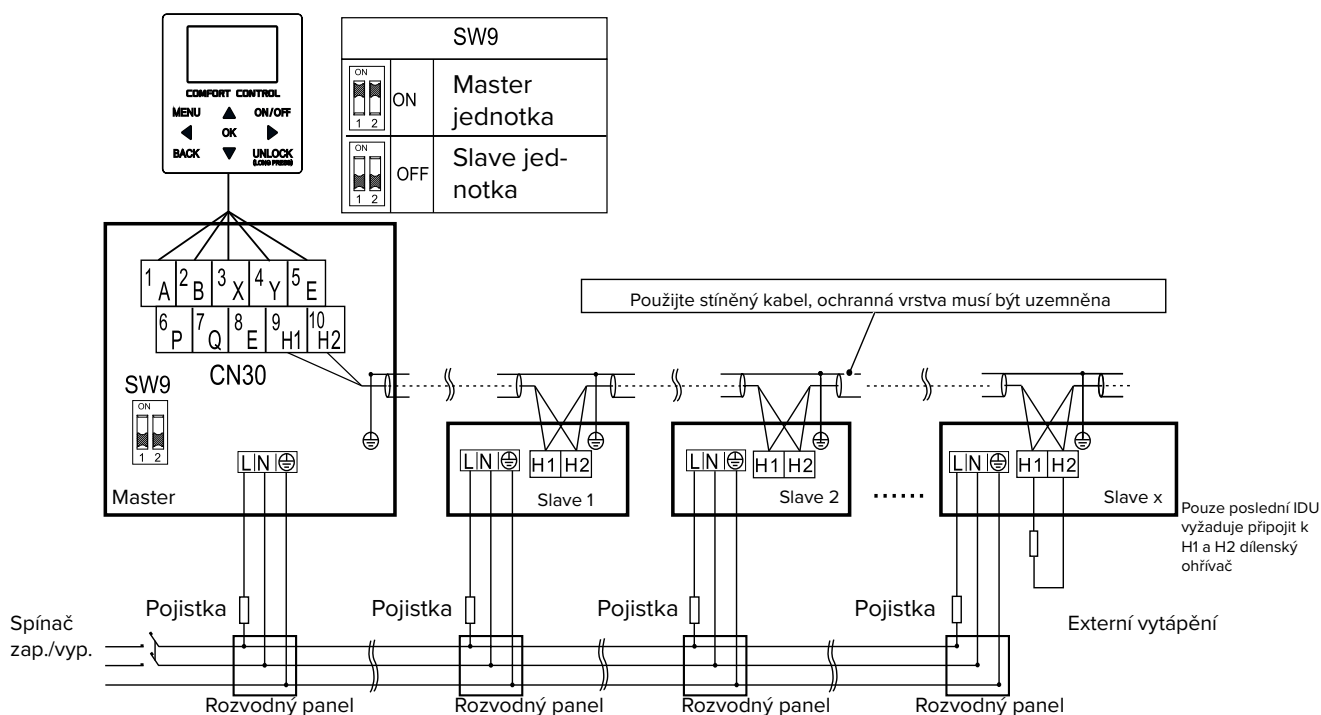 COMFORT CONTROL
MENU ON/OFF
OK
BACK UNLOCK
(LONG PRESS)
SW9
ON
1 2
ON
Master
jednotka
ON
1 2
OFF
Slave jed-
notka
1 A 2 B 3 X 4 Y 5 E
6 P 7 Q 8 E 9 H1 10 H2
CN30
SW9
ON
1 2
L N
Master
Použijte stíněný kabel, ochranná vrstva musí být uzemněna
L N H1 H2
Slave 1
L N H1 H2
Slave 2
......
L N H1 H2
Slave x
Pouze poslední IDU
vyžaduje připojit k
H1 a H2 dílenský
ohřívač
Pojistka
Pojistka
Pojistka
Pojistka
Externí vytápění
Spínač
zap./vyp.
Rozvodný panel
Rozvodný panel
Rozvodný panel
Rozvodný panel